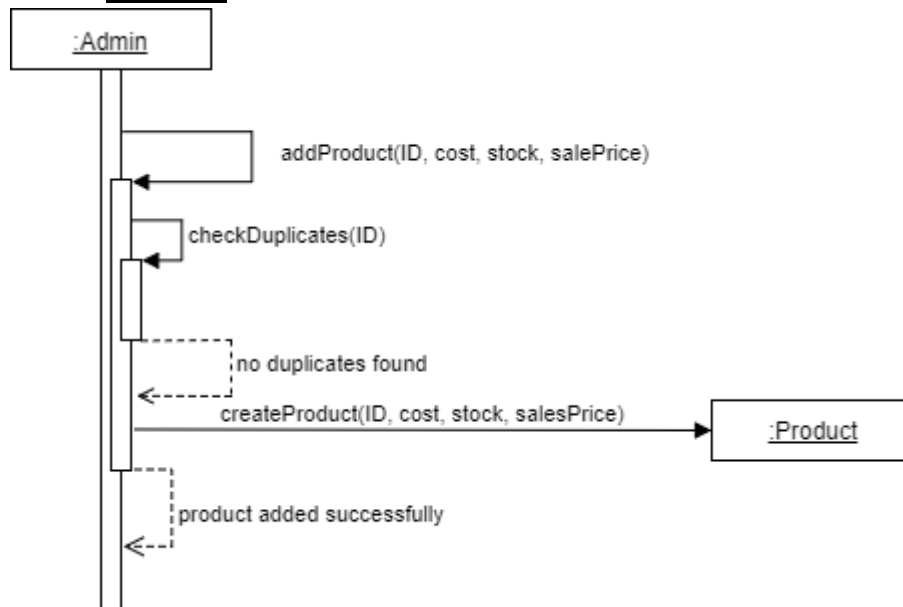 :Admin
addProduct(ID, cost, stock, salePrice)
checkDuplicates(ID)
no duplicates found
createProduct(ID, cost, stock, salesPrice)
:Product
product added successfully